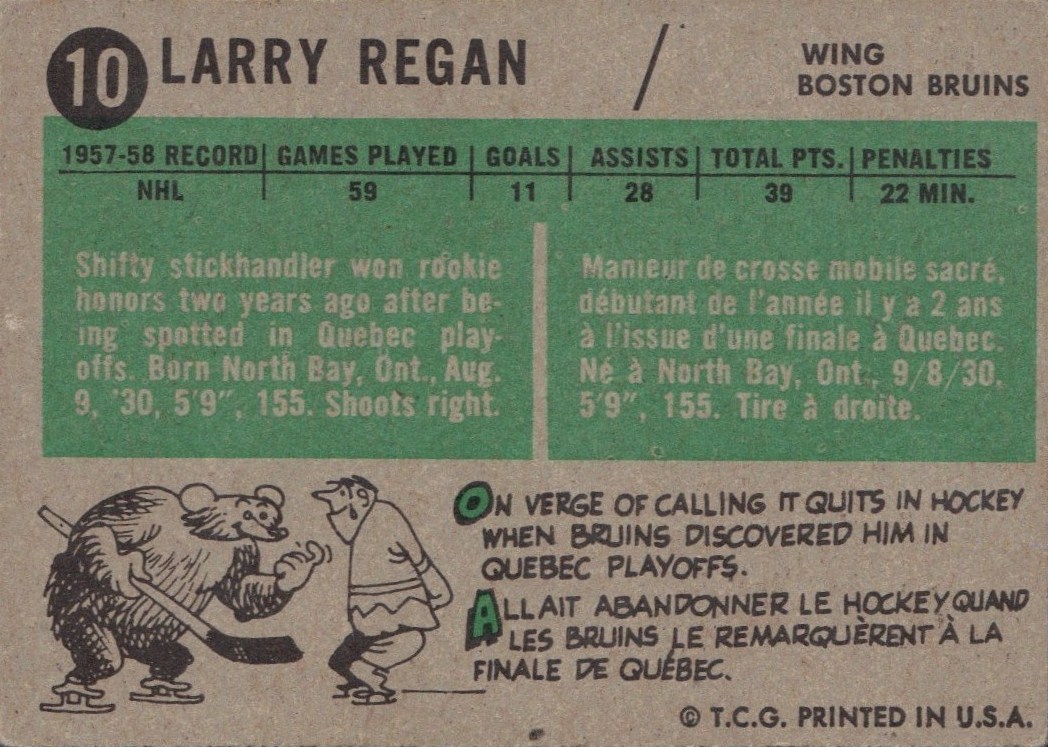 10 LARRY REGAN / WING
BOSTON BRUINS
1957-58 RECORD GAMES PLAYED GOALS ASSISTS TOTAL PTS. PENALTIES
NHL 59 11 28 39 22 MIN.
Shifty stickhandler won rookie
honors two years ago after be-
ing spotted in Quebec play-
offs. Born North Bay, Ont., Aug.
9, '30, 5'9", 155. Shoots right.
Manieur de crosse mobile sacré,
débutant de l'année il y a 2 ans
à l'issue d'une finale à Quebec.
Né à North Bay, Ont., 9/8/30.
5'9", 155. Tire à droite.
ON VERGE OF CALLING IT QUITS IN HOCKEY
WHEN BRUINS DISCOVERED HIM IN
QUEBEC PLAYOFFS.
ALLAIT ABANDONNER LE HOCKEY QUAND
LES BRUINS LE REMARQUÈRENT À LA
FINALE DE QUÉBEC.
© T.C.G. PRINTED IN U.S.A.